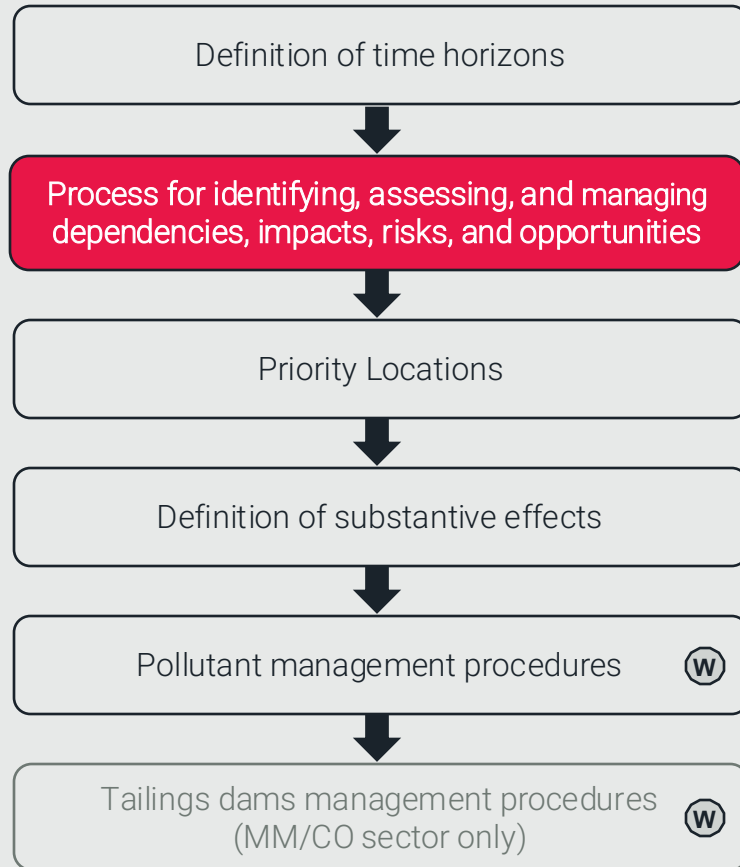 Definition of time horizons
Process for identifying, assessing, and managing
dependencies, impacts, risks, and opportunities
Priority Locations
Definition of substantive effects
Pollutant management procedures
W
Tailings dams management procedures
(MM/CO sector only)
W